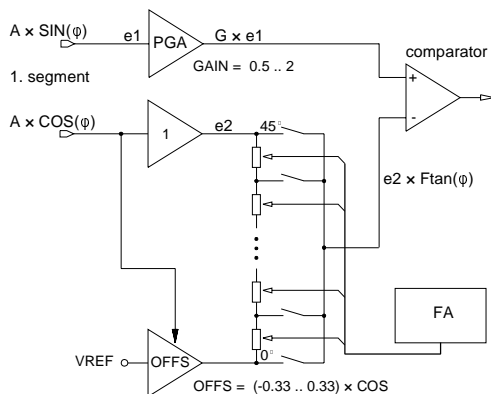 A × SIN(φ)
e1
PGA
G × e1
GAIN = 0.5 .. 2
comparator
+
-
1. segment
A × COS(φ)
1
e2
45°
e2 × Ftan(φ)
FA
0°
VREF
OFFS
OFFS = (-0.33 .. 0.33) × COS